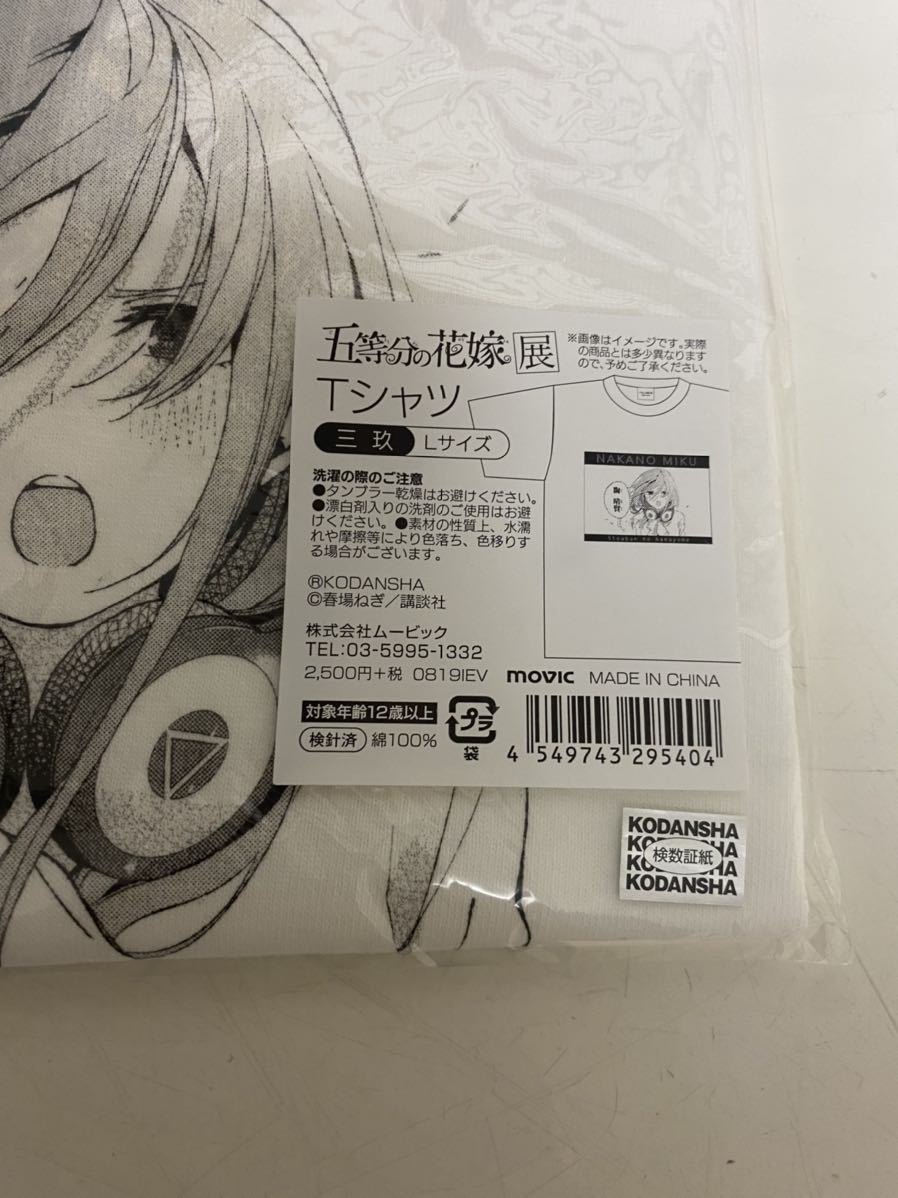 五等分の花嫁 展
Tシャツ
三玖 Lサイズ
※画像はイメージです。実際
の商品とは多少異なります
ので、予めご了承ください。
洗濯の際のご注意
●タンブラー乾燥はお避けください。
●漂白剤入りの洗剤のご使用はお避
けください。●素材の性質上、水濡
れや摩擦等により色落ち、色移りす
る場合がございます。
ⓇKODANSHA
©春場ねぎ/講談社
株式会社ムービック
TEL:03-5995-1332
2,500円+税 0819IEV
movic MADE IN CHINA
対象年齢12歳以上
検針済 綿100%
プラ
袋
4 549743 295404
NAKANO MIKU
5toubun no hanayome
KODANSHA
KODANSHA
検数証紙
KODANSHA
KODANSHA